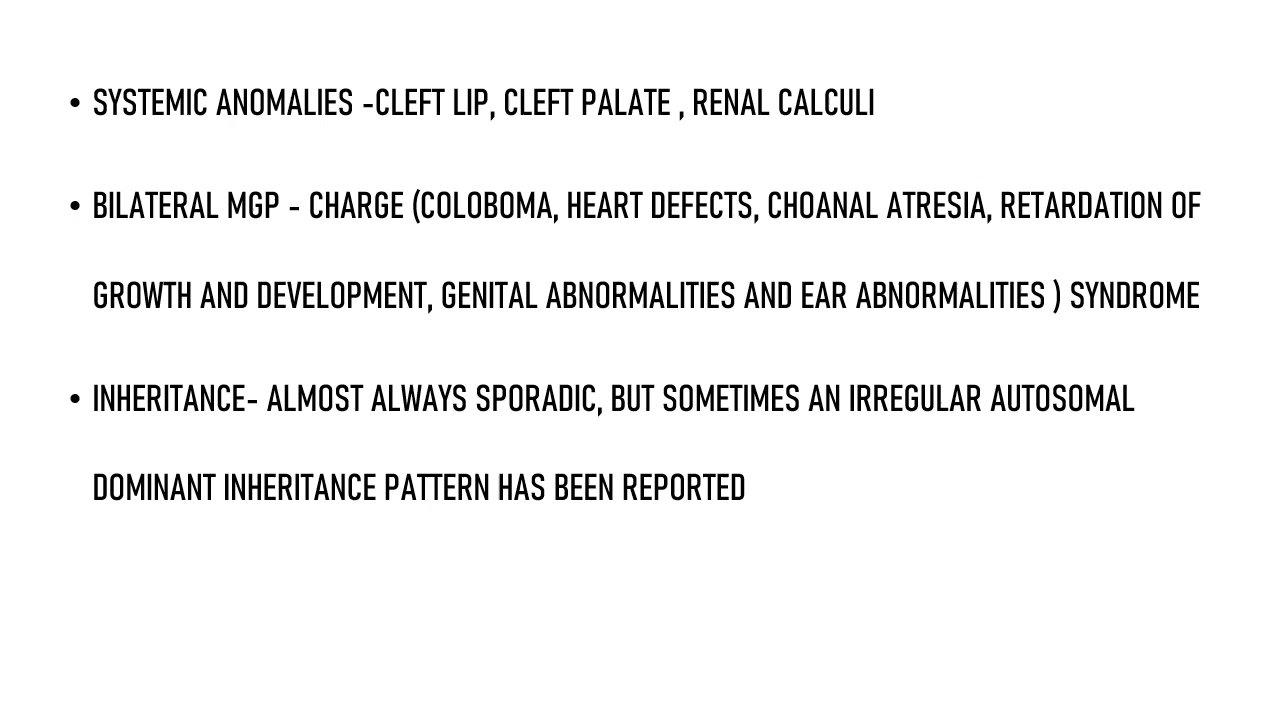 • SYSTEMIC ANOMALIES -CLEFT LIP, CLEFT PALATE , RENAL CALCULI
• BILATERAL MGP - CHARGE (COLOBOMA, HEART DEFECTS, CHOANAL ATRESIA, RETARDATION OF
GROWTH AND DEVELOPMENT, GENITAL ABNORMALITIES AND EAR ABNORMALITIES ) SYNDROME
• INHERITANCE- ALMOST ALWAYS SPORADIC, BUT SOMETIMES AN IRREGULAR AUTOSOMAL
DOMINANT INHERITANCE PATTERN HAS BEEN REPORTED